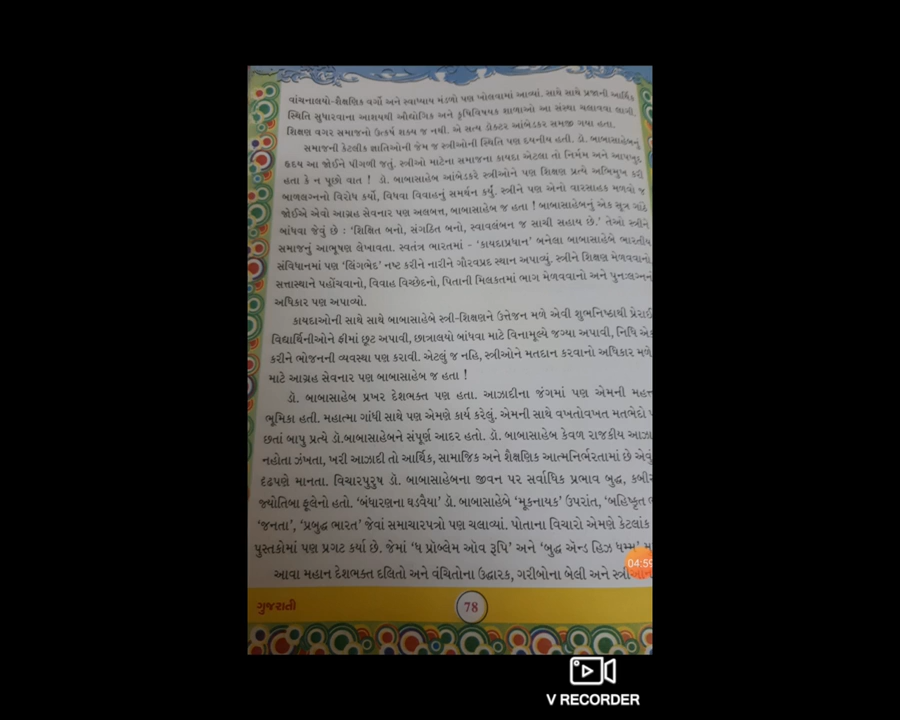 વાંચનાલયો-શૈક્ષણિક વર્ગો અને સ્વાધ્યાય મંડળો પણ ખોલવામાં આવ્યાં. સાથે સાથે પ્રજાની આર્થિક
સ્થિતિ સુધારવાના આશયથી ઔદ્યોગિક અને કૃષિવિષયક શાળાઓ આ સંસ્થા ચલાવવા લાગી.
શિક્ષણ વગર સમાજનો ઉત્કર્ષ શક્ય જ નથી. એ સત્ય ડૉક્ટર આંબેડકર સમજી ગયા હતા.
સમાજની કેટલીક જ્ઞાતિઓની જેમ જ સ્ત્રીઓની સ્થિતિ પણ દયનીય હતી. ડૉ. બાબાસાહેબનું
હૃદય આ જોઈને પીગળી જતું. સ્ત્રીઓ માટેના સમાજના કાયદા એટલા તો નિર્મમ અને આપખુદ
હતા કે ન પૂછો વાત ! ડૉ. બાબાસાહેબ આંબેડકરે સ્ત્રીઓને પણ શિક્ષણ પ્રત્યે અભિમુખ કરી
બાળલગ્નનો વિરોધ કર્યો, વિધવા વિવાહનું સમર્થન કર્યું. સ્ત્રીને પણ એનો વારસાહક મળવો જ
જોઈએ એવો આગ્રહ સેવનાર પણ અલબત્ત, બાબાસાહેબ જ હતા ! બાબાસાહેબનું એક સૂત્ર ગાંઠે
બાંધવા જેવું છે : ‘શિક્ષિત બનો, સંગઠિત બનો, સ્વાવલંબન જ સાચી સહાય છે.’ તેઓ સ્ત્રીને
સમાજનું આભૂષણ લેખાવતા. સ્વતંત્ર ભારતમાં - ‘કાયદાપ્રધાન’ બનેલા બાબાસાહેબે ભારતીય
સંવિધાનમાં પણ ‘લિંગભેદ’ નષ્ટ કરીને નારીને ગૌરવપ્રદ સ્થાન અપાવ્યું. સ્ત્રીને શિક્ષણ મેળવવાનો,
સત્તાસ્થાને પહોંચવાનો, વિવાહ વિચ્છેદનો, પિતાની મિલકતમાં ભાગ મેળવવાનો અને પુનઃલગ્નનો
અધિકાર પણ અપાવ્યો.
કાયદાઓની સાથે સાથે બાબાસાહેબે સ્ત્રી-શિક્ષણને ઉત્તેજન મળે એવી શુભનિષ્ઠાથી પ્રેરાઈ
વિદ્યાર્થિનીઓને ફીમાં છૂટ અપાવી, છાત્રાલયો બાંધવા માટે વિનામૂલ્યે જગ્યા અપાવી, નિધિ
કરીને ભોજનની વ્યવસ્થા પણ કરાવી. એટલું જ નહિ, સ્ત્રીઓને મતદાન કરવાનો અધિકાર મળે
માટે આગ્રહ સેવનાર પણ બાબાસાહેબ જ હતા !
ડૉ. બાબાસાહેબ પ્રખર દેશભક્ત પણ હતા. આઝાદીના જંગમાં પણ એમની
ભૂમિકા હતી. મહાત્મા ગાંધી સાથે પણ એમણે કાર્ય કરેલું. એમની સાથે વખતોવખત મતભેદો
છતાં બાપુ પ્રત્યે ડૉ.બાબાસાહેબને સંપૂર્ણ આદર હતો. ડૉ. બાબાસાહેબ કેવળ રાજકીય
નહોતા ઝંખતા, ખરી આઝાદી તો આર્થિક, સામાજિક અને શૈક્ષણિક આત્મનિર્ભરતામાં છે એવું
દૃઢપણે માનતા. વિચારપુરુષ ડૉ. બાબાસાહેબના જીવન પર સર્વાધિક પ્રભાવ બુદ્ધ, કબીર
જ્યોતિબા ફૂલેનો હતો. ‘બંધારણના ઘડવૈયા’ ડૉ. બાબાસાહેબે ‘મૂકનાયક’ ઉપરાંત, ‘બહિષ્કૃત
‘જનતા’, ‘પ્રબુદ્ધ ભારત’ જેવાં સમાચારપત્રો પણ ચલાવ્યાં. પોતાના વિચારો એમણે કેટલાંક
પુસ્તકોમાં પણ પ્રગટ કર્યા છે. જેમાં ‘ધ પ્રૉબ્લેમ ઑવ રૂપિ’ અને ‘બુદ્ધ ઍન્ડ હિઝ ધમ્મ’
આવા મહાન દેશભક્ત દલિતો અને વંચિતોના ઉદ્ધારક, ગરીબોના બેલી અને
04:59
ગુજરાતી
78
V RECORDER